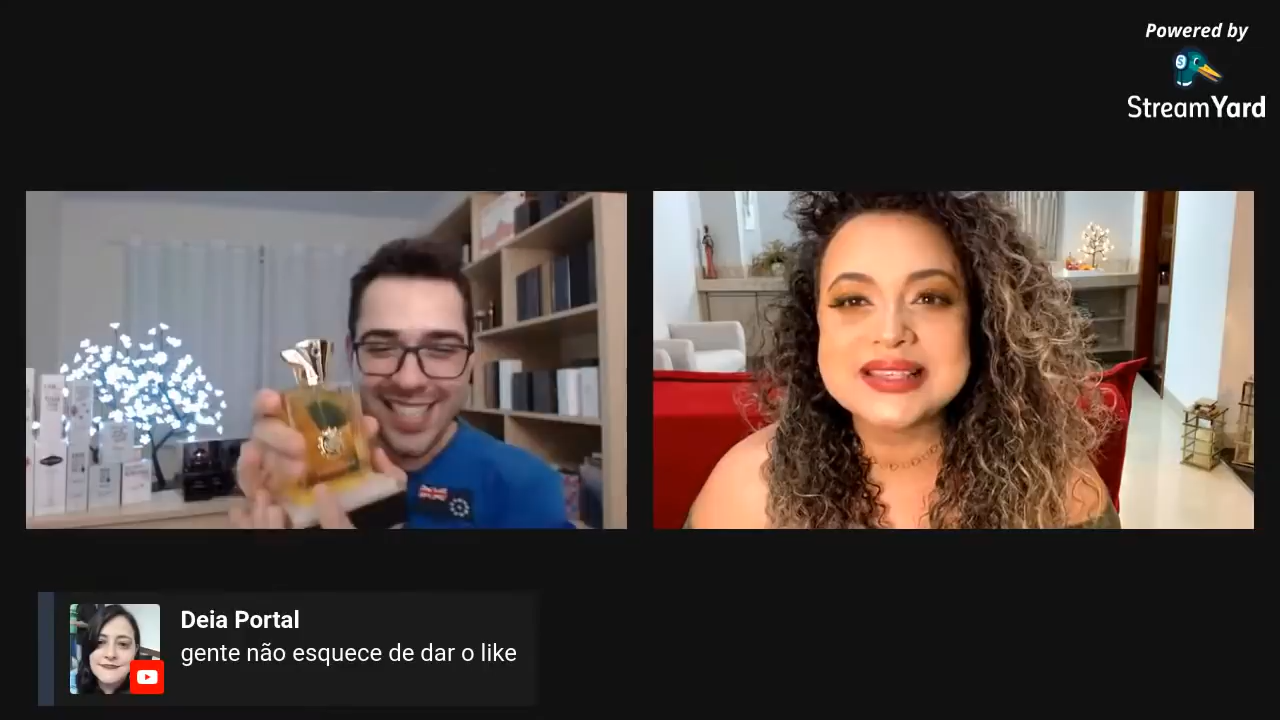 Powered by
StreamYard
Deia Portal
gente não esquece de dar o like